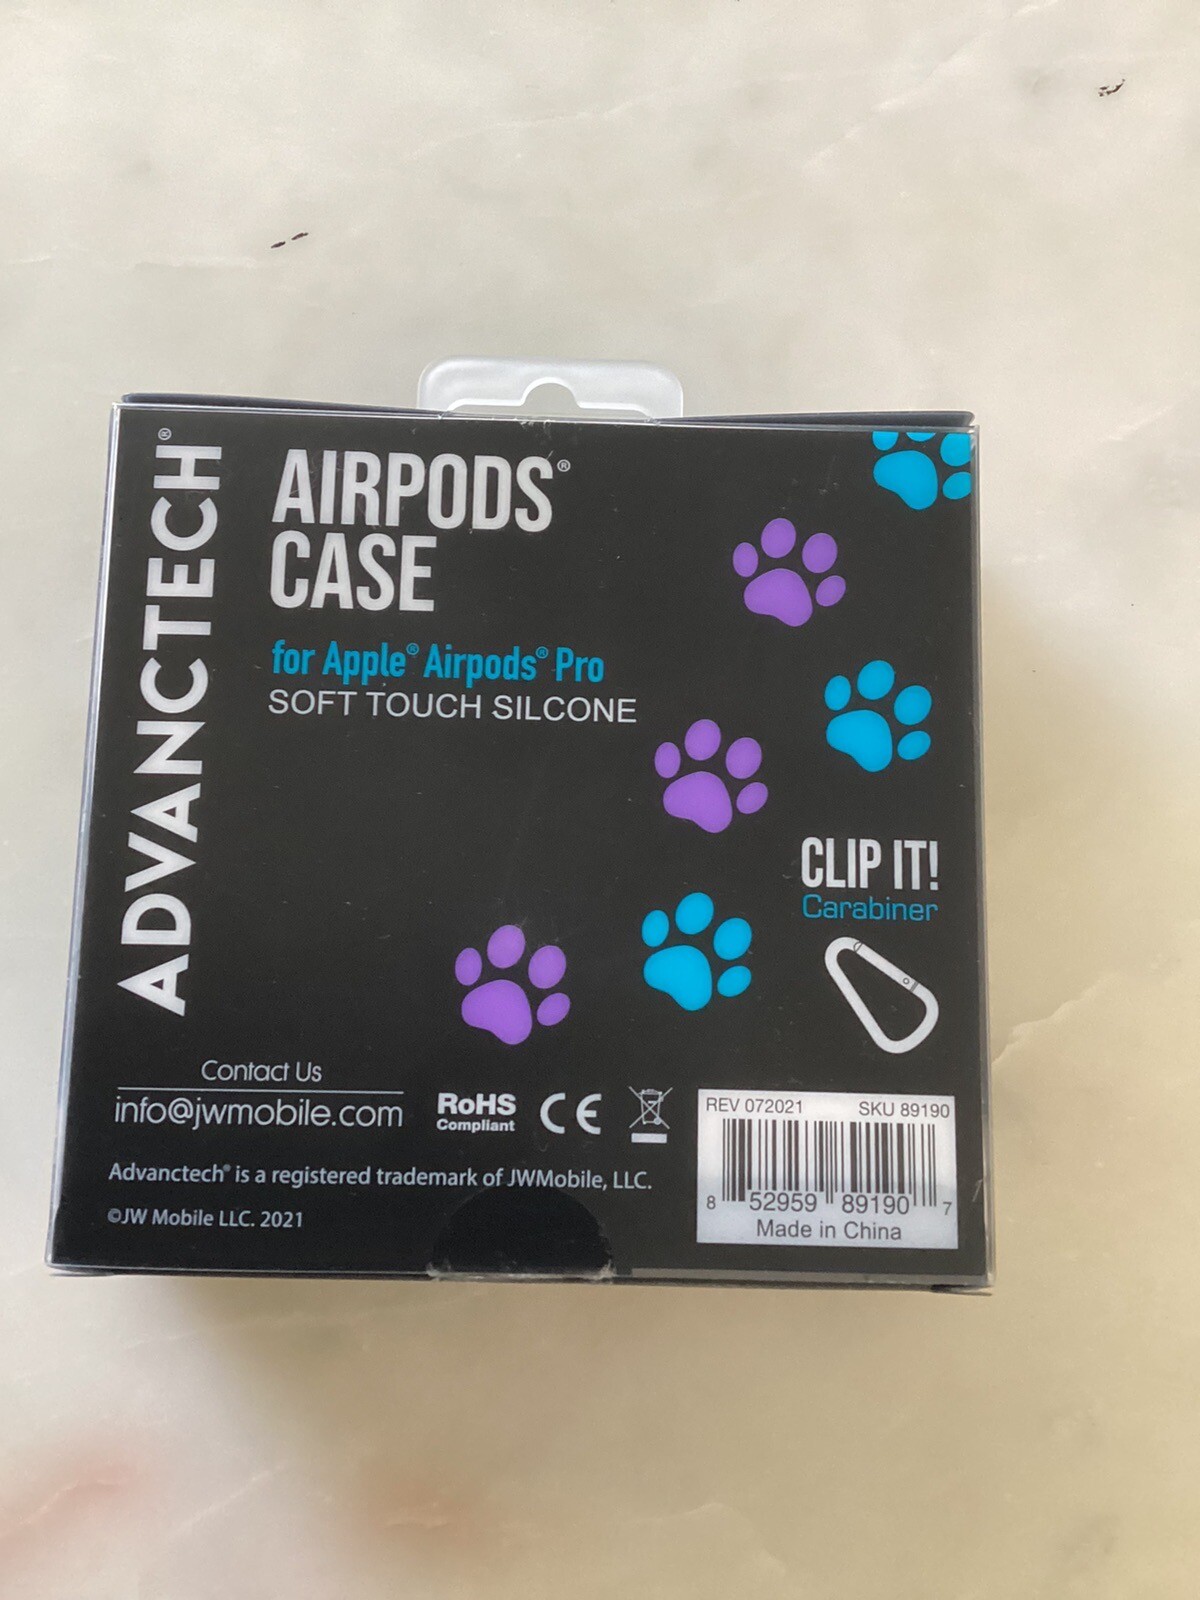 ADVANCTECH®
AIRPODS®
CASE
for Apple® Airpods® Pro
SOFT TOUCH SILCONE
CLIP IT!
Carabiner
Contact Us
info@jwmobile.com
RoHS
Compliant
CE
REV 072021 SKU 89190
8 52959 89190 7
Made in China
Advanctech® is a registered trademark of JWMobile, LLC.
©JW Mobile LLC. 2021